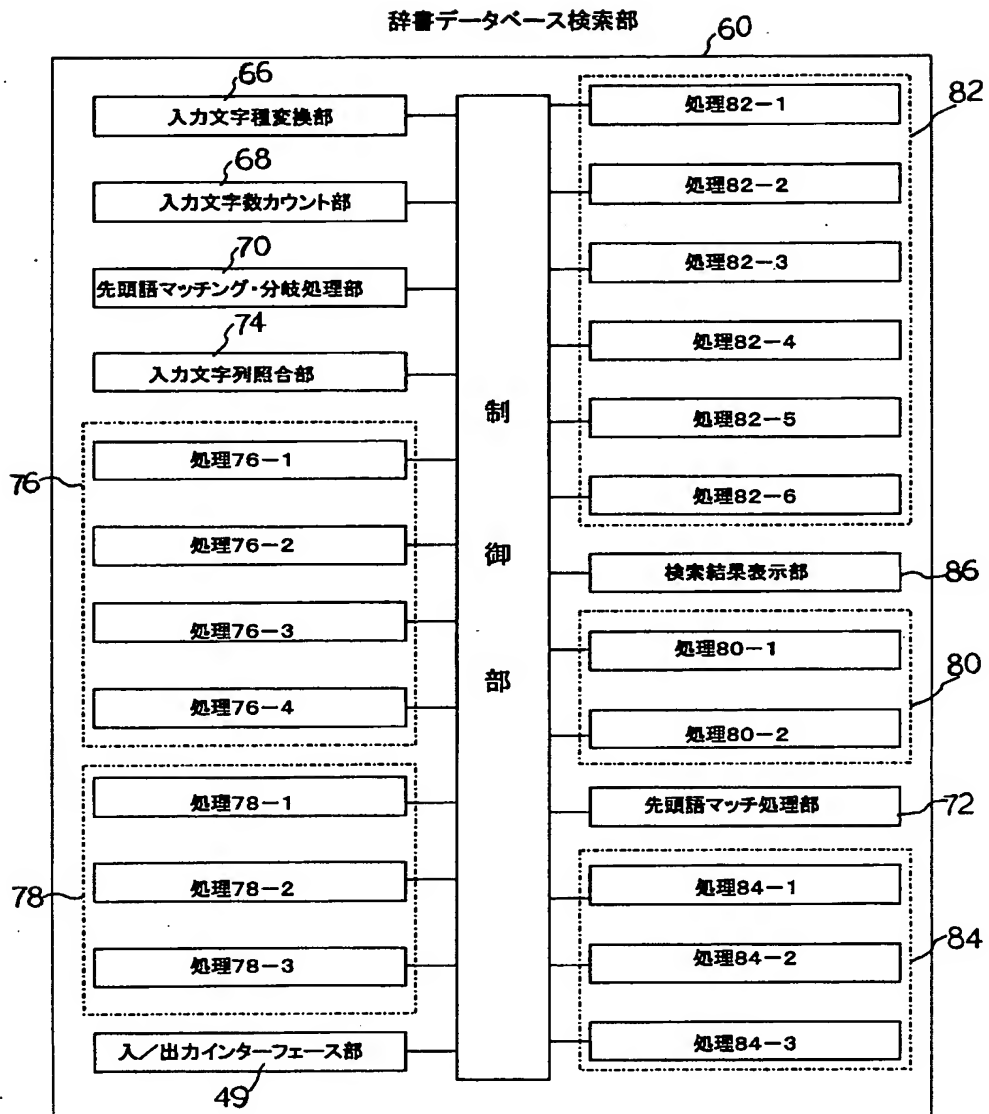 辞書データベース検索部
60
66
入力文字種変換部
68
入力文字数カウント部
70
先頭語マッチング・分岐処理部
74
入力文字列照合部
76
処理76-1
処理76-2
処理76-3
処理76-4
78
処理78-1
処理78-2
処理78-3
入/出力インターフェース部
49
制御部
82
処理82-1
処理82-2
処理82-3
処理82-4
処理82-5
処理82-6
検索結果表示部
86
処理80-1
80
処理80-2
先頭語マッチ処理部
72
処理84-1
処理84-2
84
処理84-3